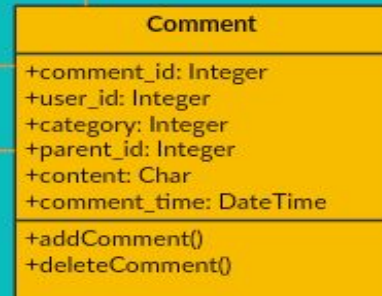 Comment
+comment_id: Integer
+user_id: Integer
+category: Integer
+parent_id: Integer
+content: Char
+comment_time: DateTime
+addComment()
+deleteComment()